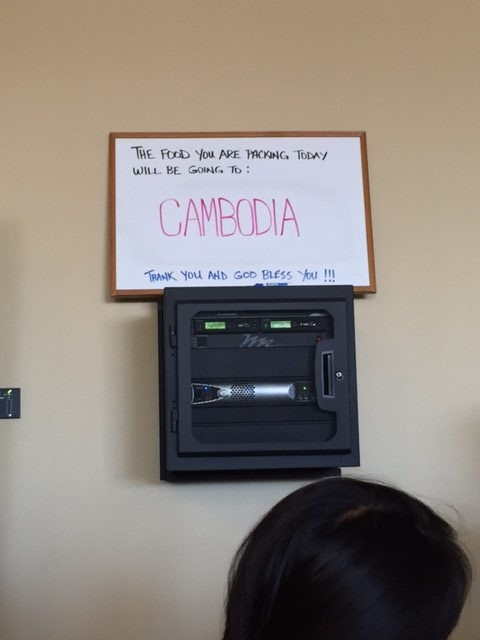 THE FOOD YOU ARE PACKING TODAY
WILL BE GOING TO:
CAMBODIA
THANK YOU AND GOD BLESS YOU !!!